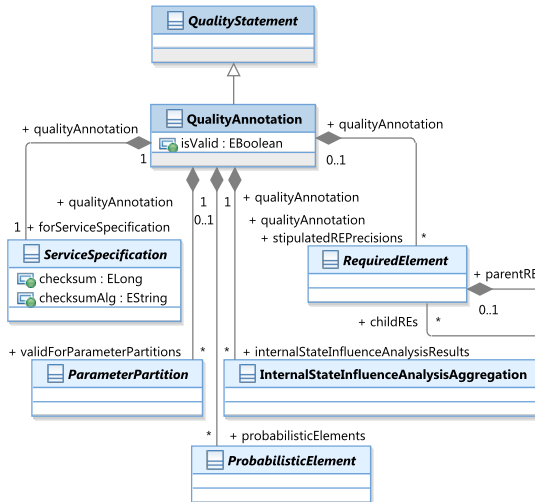 QualityStatement
QualityAnnotation
isValid : EBoolean
+ qualityAnnotation
+ qualityAnnotation
1
0..1
+ qualityAnnotation
1
0..1
1
+ qualityAnnotation
+ qualityAnnotation
1
+ forServiceSpecification
+ stipulatedREPrecisions
*
ServiceSpecification
checksum : ELong
checksumAlg : EString
RequiredElement
+ parentRE
0..1
+ childREs
*
+ validForParameterPartitions
*
*
+ internalStateInfluenceAnalysisResults
ParameterPartition
InternalStateInfluenceAnalysisAggregation
*
+ probabilisticElements
ProbabilisticElement